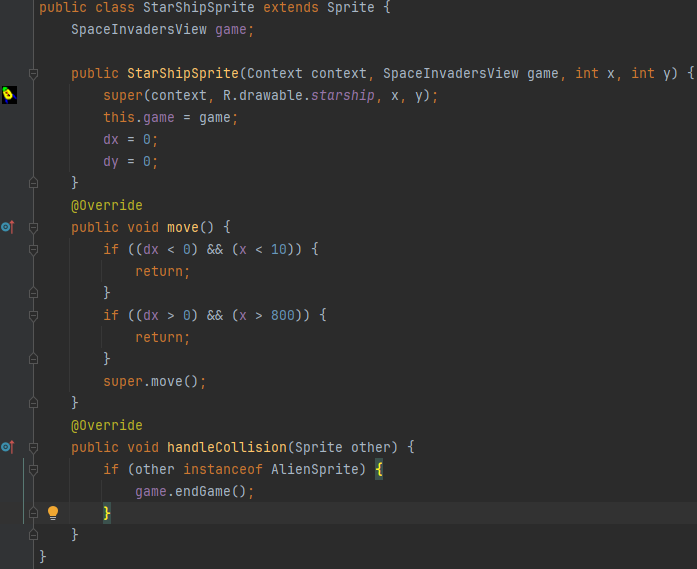 public class StarShipSprite extends Sprite {
    SpaceInvadersView game;

    public StarShipSprite(Context context, SpaceInvadersView game, int x, int y) {
        super(context, R.drawable.starship, x, y);
        this.game = game;
        dx = 0;
        dy = 0;
    }
    @Override
    public void move() {
        if ((dx < 0) && (x < 10)) {
            return;
        }
        if ((dx > 0) && (x > 800)) {
            return;
        }
        super.move();
    }
    @Override
    public void handleCollision(Sprite other) {
        if (other instanceof AlienSprite) {
            game.endGame();
        }
    }
}